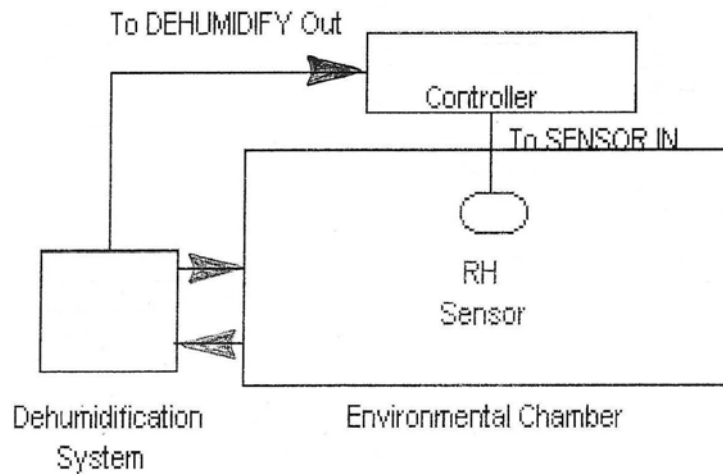 To DEHUMIDIFY Out
Controller
To SENSOR IN
RH
Sensor
Dehumidification
System
Environmental Chamber